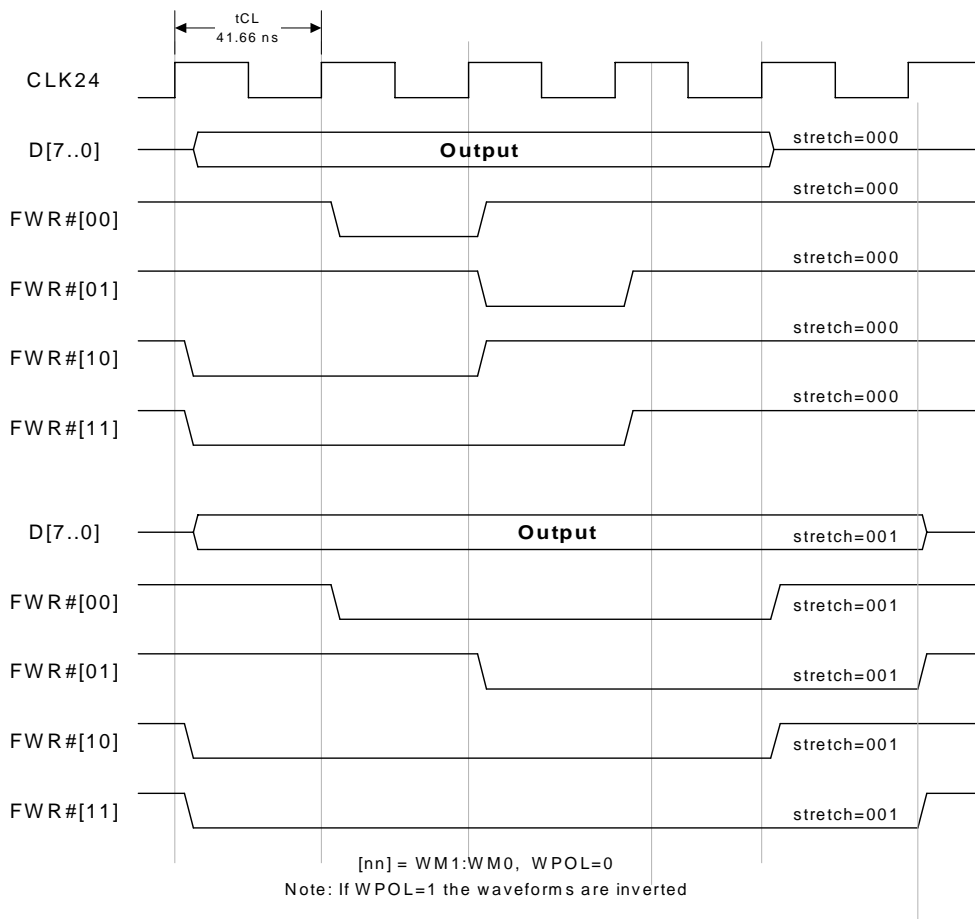 tCL
41.66 ns
CLK24
D[7..0]
Output
stretch=000
FWR#[00]
stretch=000
FWR#[01]
stretch=000
FWR#[10]
stretch=000
FWR#[11]
stretch=000
D[7..0]
Output
stretch=001
FWR#[00]
stretch=001
FWR#[01]
stretch=001
FWR#[10]
stretch=001
FWR#[11]
stretch=001
[nn] = WM1:WM0, WPOL=0
Note: If WPOL=1 the waveforms are inverted